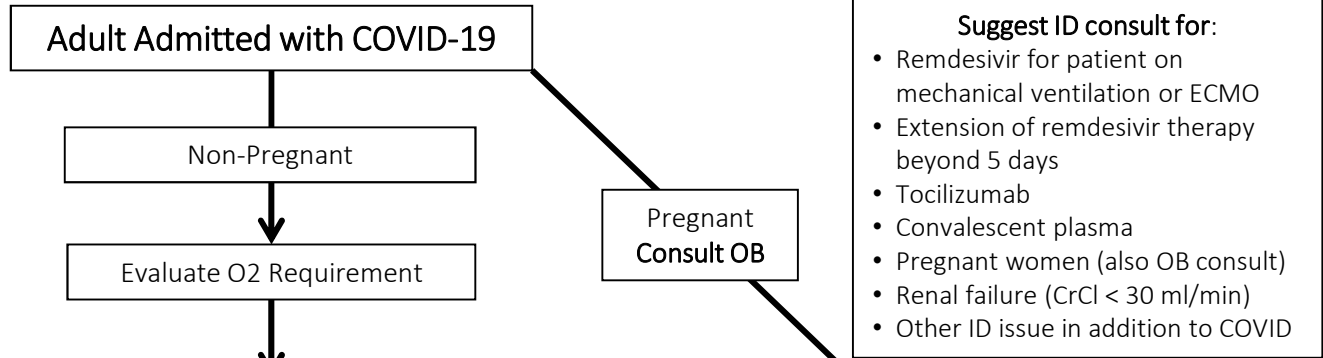 Adult Admitted with COVID-19
Non-Pregnant
Evaluate O2 Requirement
Pregnant
Consult OB
Suggest ID consult for:
• Remdesivir for patient on
mechanical ventilation or ECMO
• Extension of remdesivir therapy
beyond 5 days
• Tocilizumab
• Convalescent plasma
• Pregnant women (also OB consult)
• Renal failure (CrCl < 30 ml/min)
• Other ID issue in addition to COVID